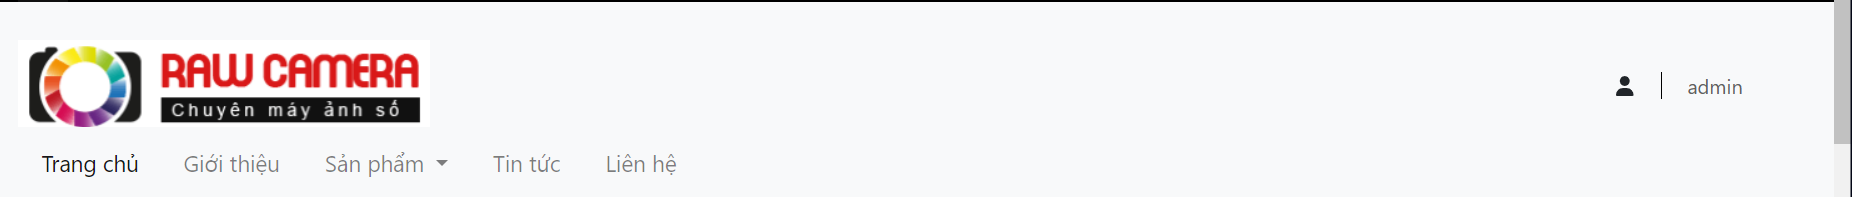 RAW CAMERA
Chuyên máy ảnh số
admin
Trang chủ Giới thiệu Sản phẩm Tin tức Liên hệ